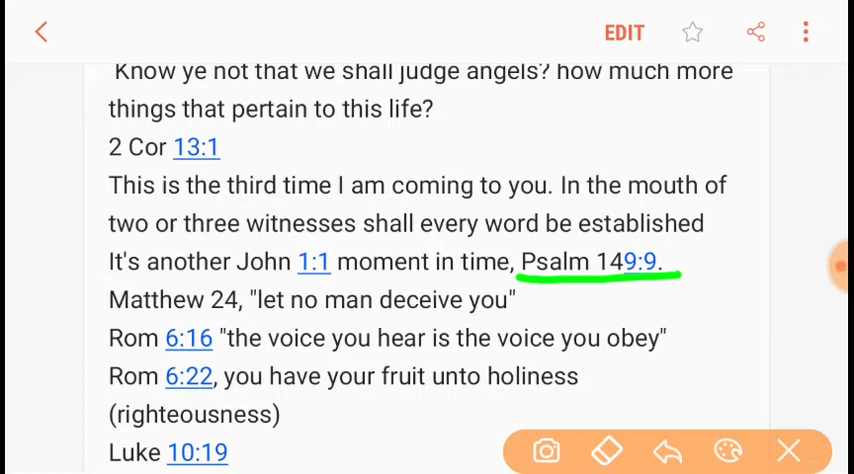 EDIT
'Know ye not that we shall judge angels? how much more
things that pertain to this life?
2 Cor 13:1
This is the third time I am coming to you. In the mouth of
two or three witnesses shall every word be established
It's another John 1:1 moment in time, Psalm 149:9.
Matthew 24, "let no man deceive you"
Rom 6:16 "the voice you hear is the voice you obey"
Rom 6:22, you have your fruit unto holiness
(righteousness)
Luke 10:19